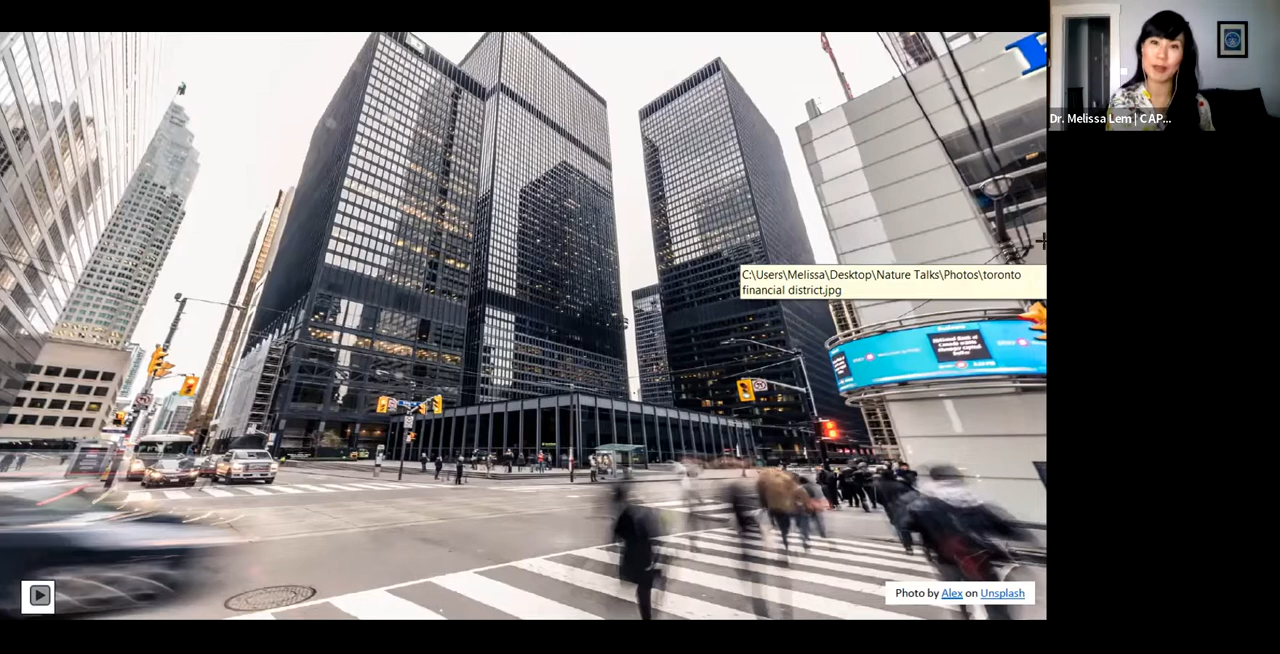 Dr. Melissa Lem | CAP...
C:\Users\Melissa\Desktop\Nature Talks\Photos\toronto
financial district.jpg
Photo by Alex on Unsplash